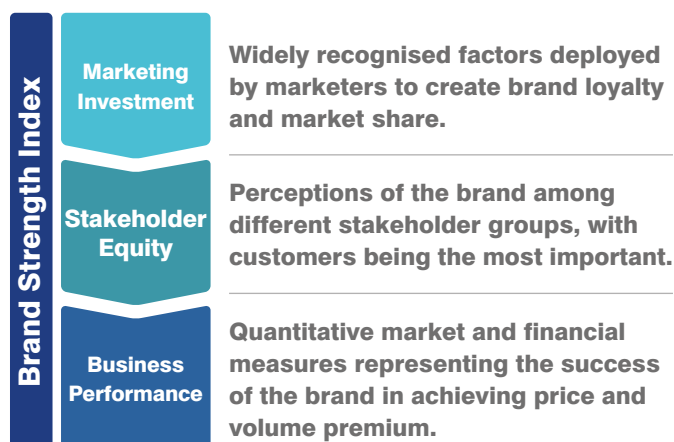 Brand Strength Index
Marketing
Investment
Widely recognised factors deployed
by marketers to create brand loyalty
and market share.
Stakeholder
Equity
Perceptions of the brand among
different stakeholder groups, with
customers being the most important.
Business
Performance
Quantitative market and financial
measures representing the success
of the brand in achieving price and
volume premium.